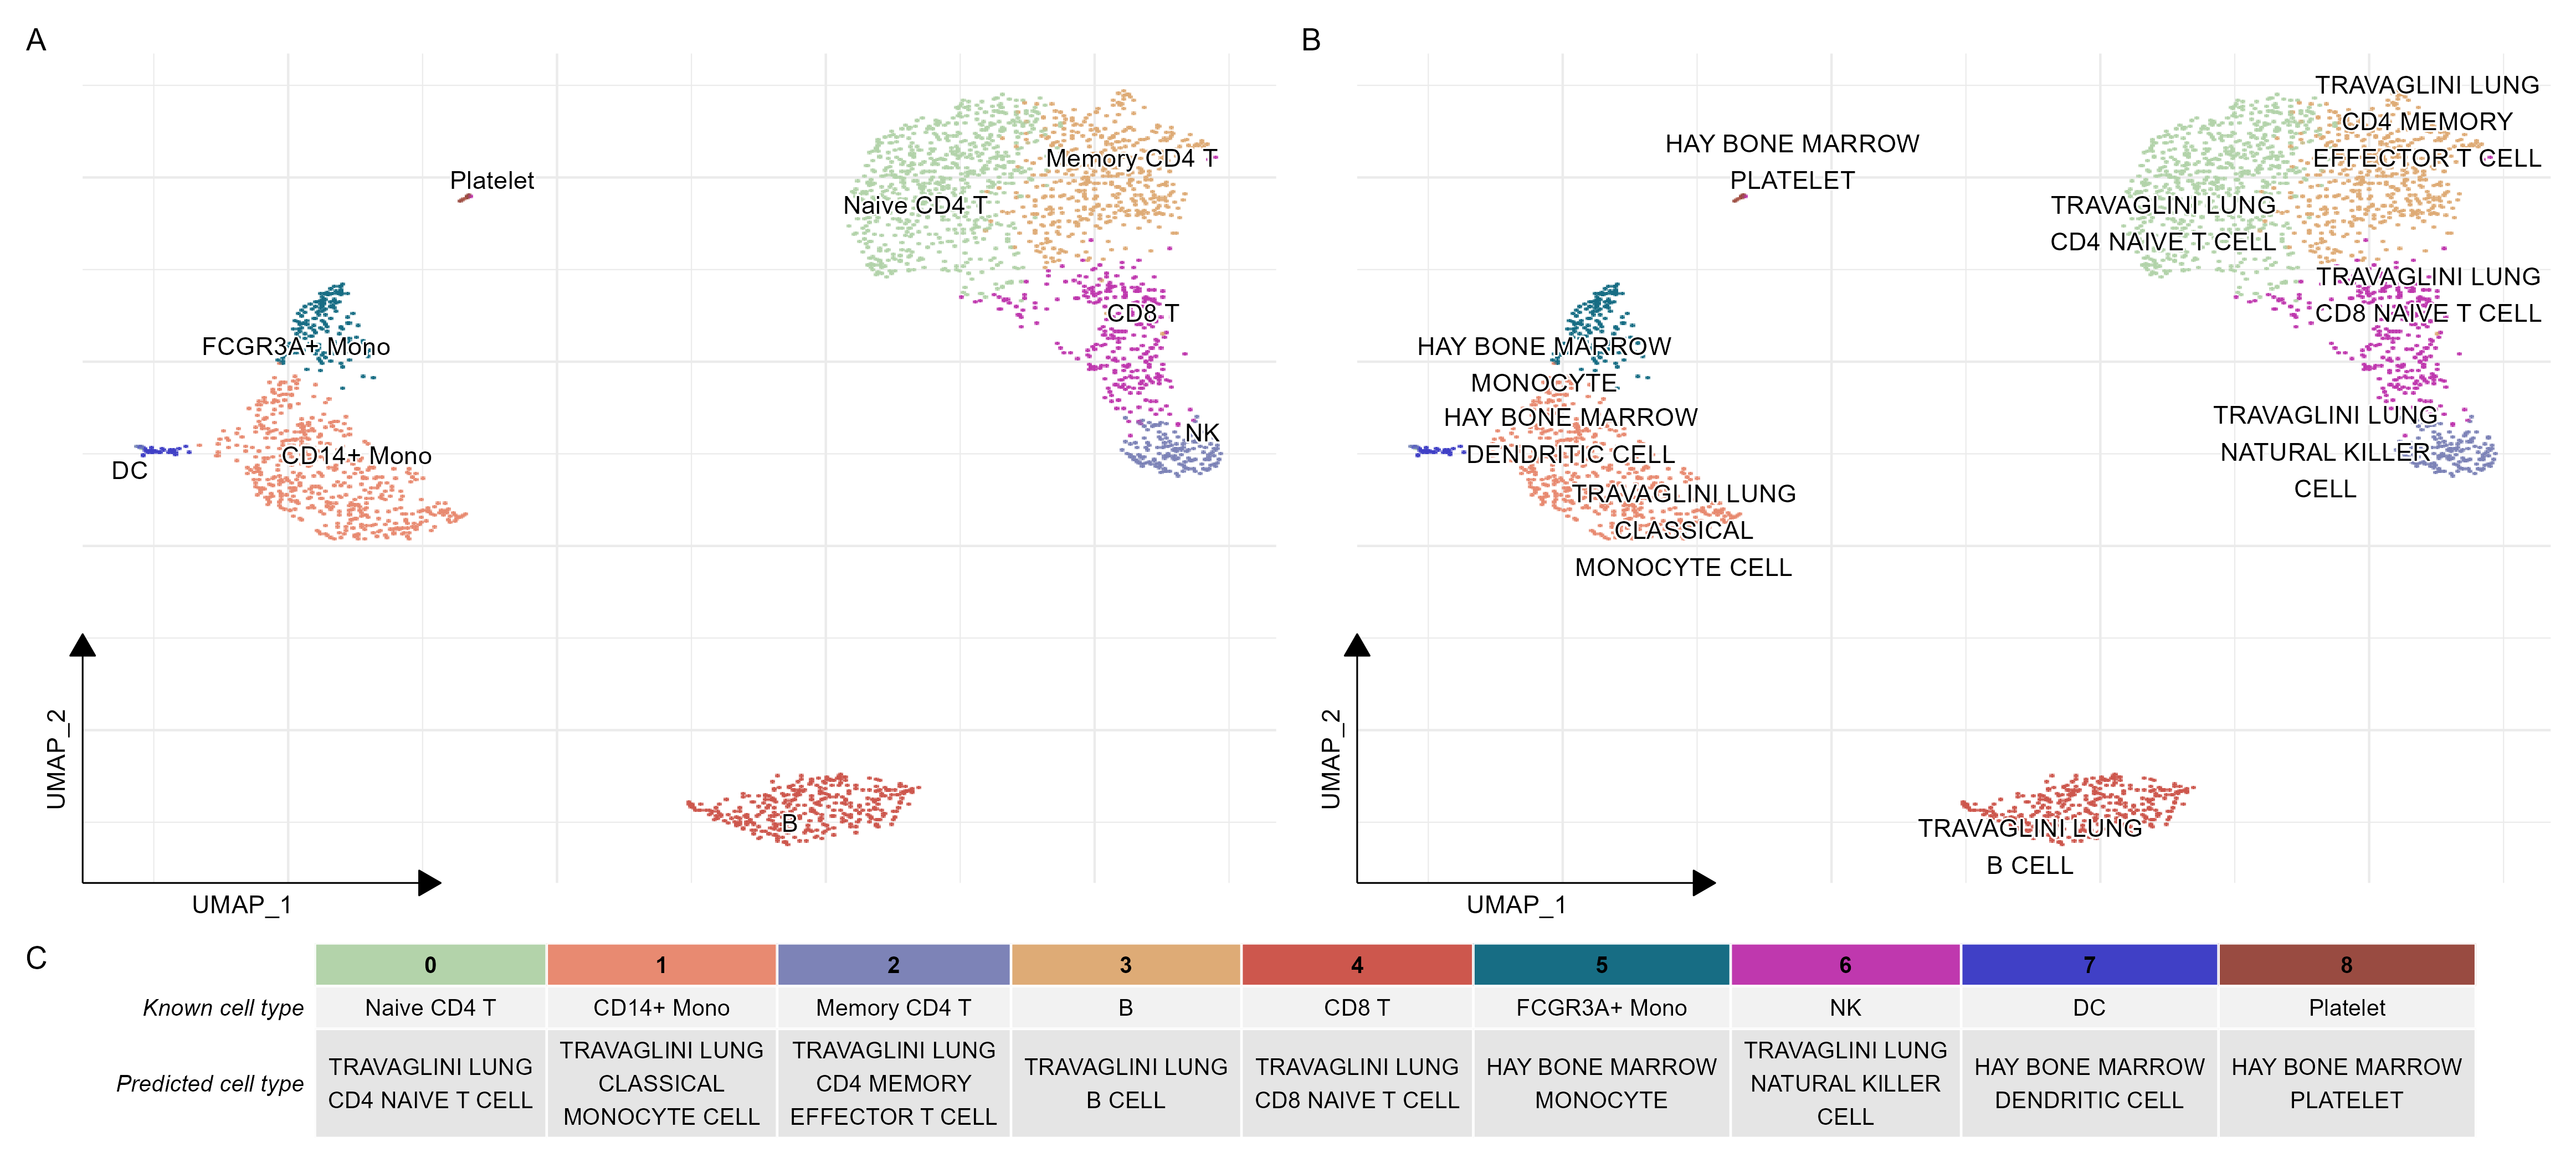 A
Platelet
Memory CD4 T
Naive CD4 T
CD8 T
FCGR3A+ Mono
NK
CD14+ Mono
DC
B
UMAP_2
UMAP_1
B
HAY BONE MARROW
PLATELET
TRAVAGLINI LUNG
CD4 MEMORY
EFFECTOR T CELL
TRAVAGLINI LUNG
CD4 NAIVE T CELL
TRAVAGLINI LUNG
CD8 NAIVE T CELL
HAY BONE MARROW
MONOCYTE
HAY BONE MARROW
DENDRITIC CELL
TRAVAGLINI LUNG
NATURAL KILLER
CELL
TRAVAGLINI LUNG
CLASSICAL
MONOCYTE CELL
TRAVAGLINI LUNG
B CELL
UMAP_2
UMAP_1
C
0 1 2 3 4 5 6 7 8
Known cell type Naive CD4 T CD14+ Mono Memory CD4 T B CD8 T FCGR3A+ Mono NK DC Platelet
Predicted cell type
TRAVAGLINI LUNG
CD4 NAIVE T CELL
TRAVAGLINI LUNG
CLASSICAL
MONOCYTE CELL
TRAVAGLINI LUNG
CD4 MEMORY
EFFECTOR T CELL
TRAVAGLINI LUNG
B CELL
TRAVAGLINI LUNG
CD8 NAIVE T CELL
HAY BONE MARROW
MONOCYTE
TRAVAGLINI LUNG
NATURAL KILLER
CELL
HAY BONE MARROW
DENDRITIC CELL
HAY BONE MARROW
PLATELET